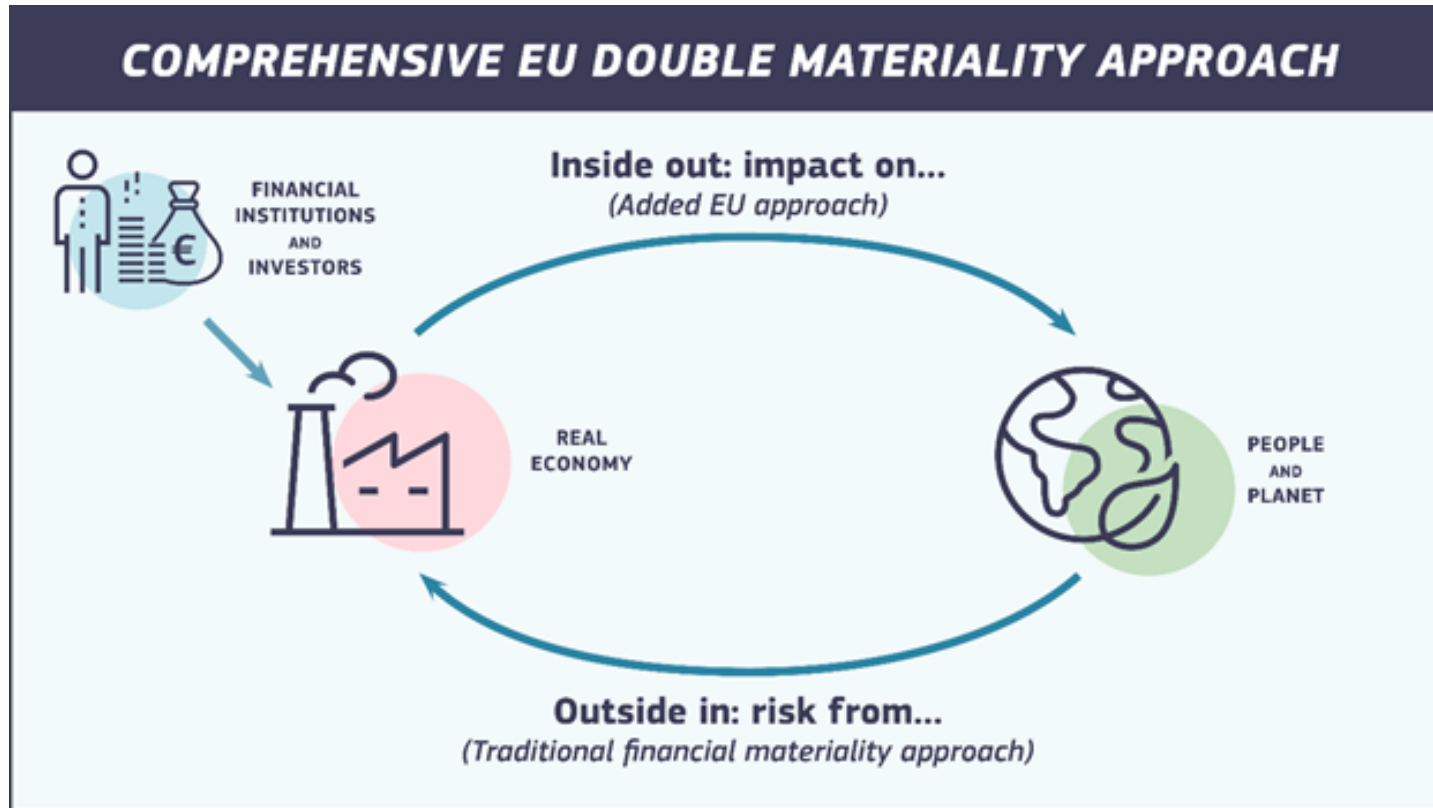 COMPREHENSIVE EU DOUBLE MATERIALITY APPROACH
FINANCIAL
INSTITUTIONS
AND
INVESTORS
€
Inside out: impact on...
(Added EU approach)
REAL
ECONOMY
PEOPLE
AND
PLANET
Outside in: risk from...
(Traditional financial materiality approach)